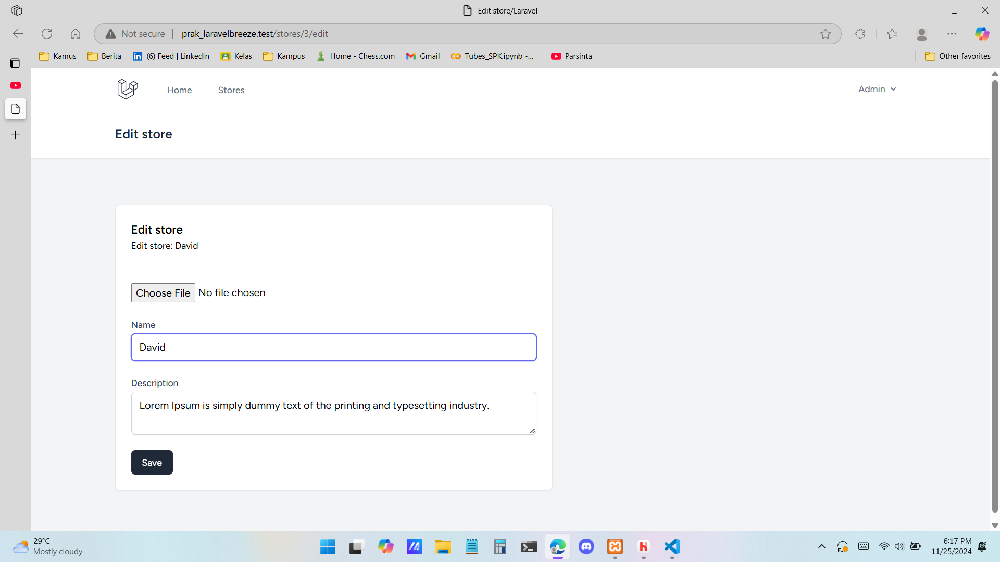 Edit store/Laravel
Not secure prak_laravelbreeze.test/stores/3/edit
Kamus Berita (6) Feed | LinkedIn Kelas Kampus Home - Chess.com Gmail Tubes_SPK.ipynb -... Parsinta Other favorites
Home Stores Admin
Edit store
Edit store
Edit store: David
Choose File No file chosen
Name
David
Description
Lorem Ipsum is simply dummy text of the printing and typesetting industry.
Save
29°C
Mostly cloudy
6:17 PM
11/25/2024